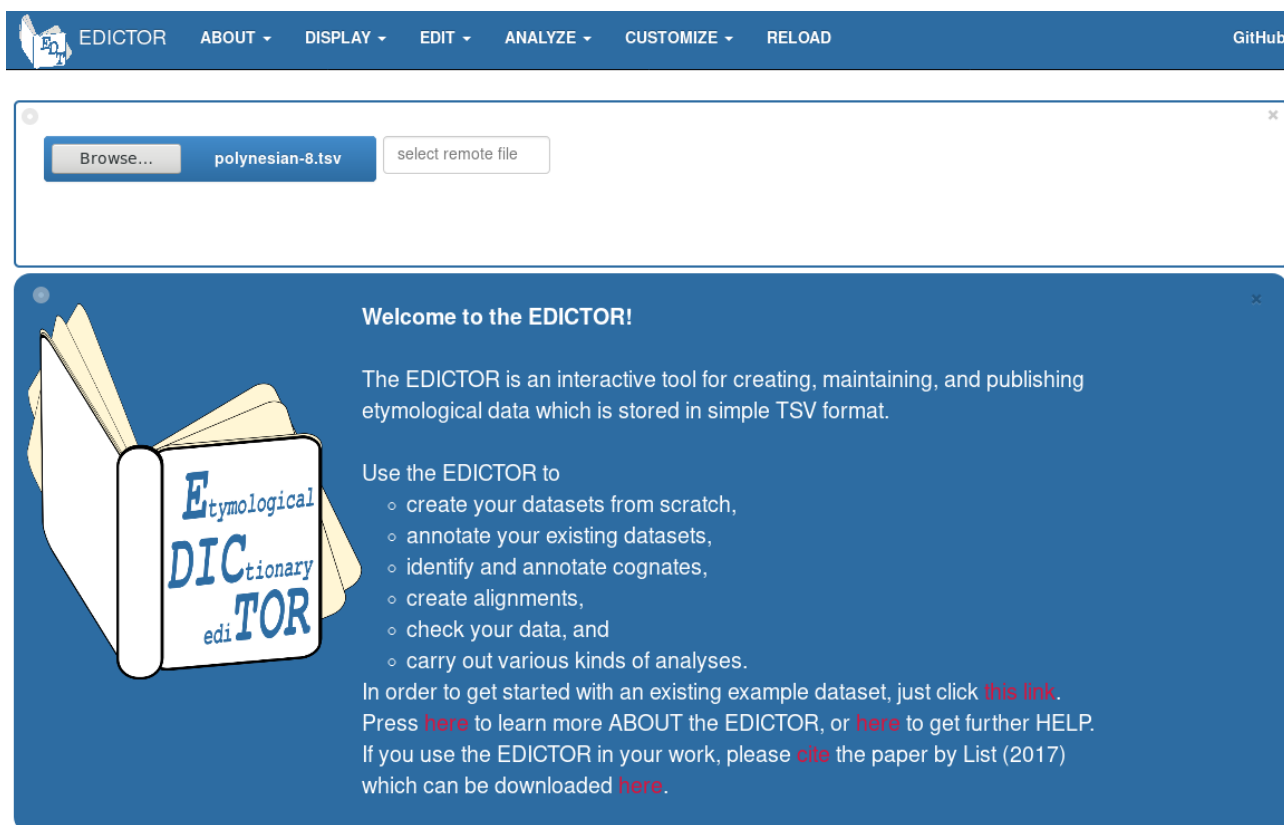 EDT EDICTOR ABOUT DISPLAY EDIT ANALYZE CUSTOMIZE RELOAD GitHub
Browse... polynesian-8.tsv select remote file
Welcome to the EDICTOR!
The EDICTOR is an interactive tool for creating, maintaining, and publishing
etymological data which is stored in simple TSV format.
Use the EDICTOR to
create your datasets from scratch,
annotate your existing datasets,
identify and annotate cognates,
create alignments,
check your data, and
carry out various kinds of analyses.
In order to get started with an existing example dataset, just click this link.
Press here to learn more ABOUT the EDICTOR, or here to get further HELP.
If you use the EDICTOR in your work, please cite the paper by List (2017)
which can be downloaded here.
Etymological
DICtionary
ediTOR